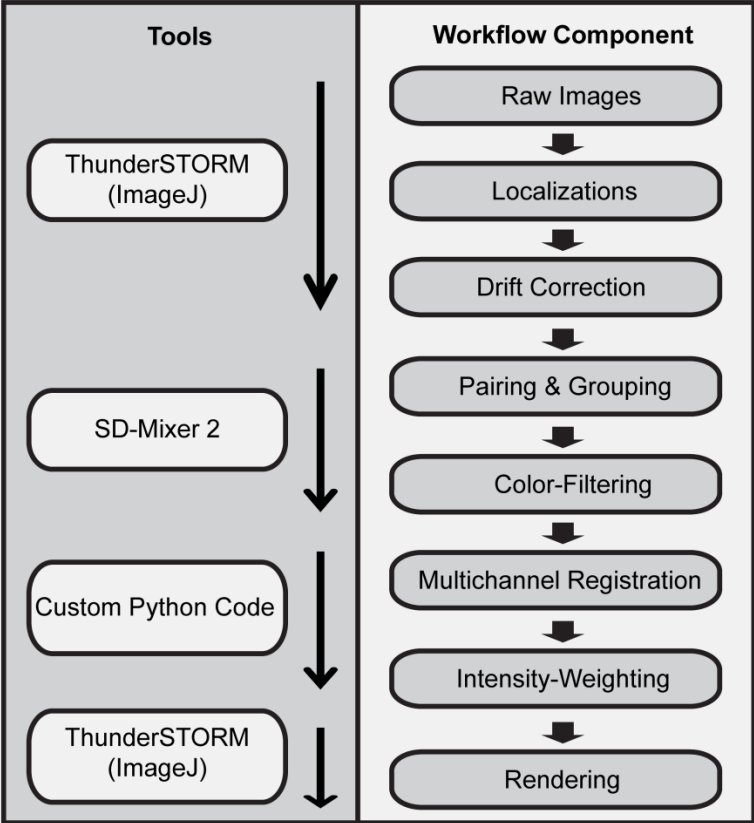 Tools
ThunderSTORM
(ImageJ)
SD-Mixer 2
Custom Python Code
ThunderSTORM
(ImageJ)
Workflow Component
Raw Images
Localizations
Drift Correction
Pairing & Grouping
Color-Filtering
Multichannel Registration
Intensity-Weighting
Rendering